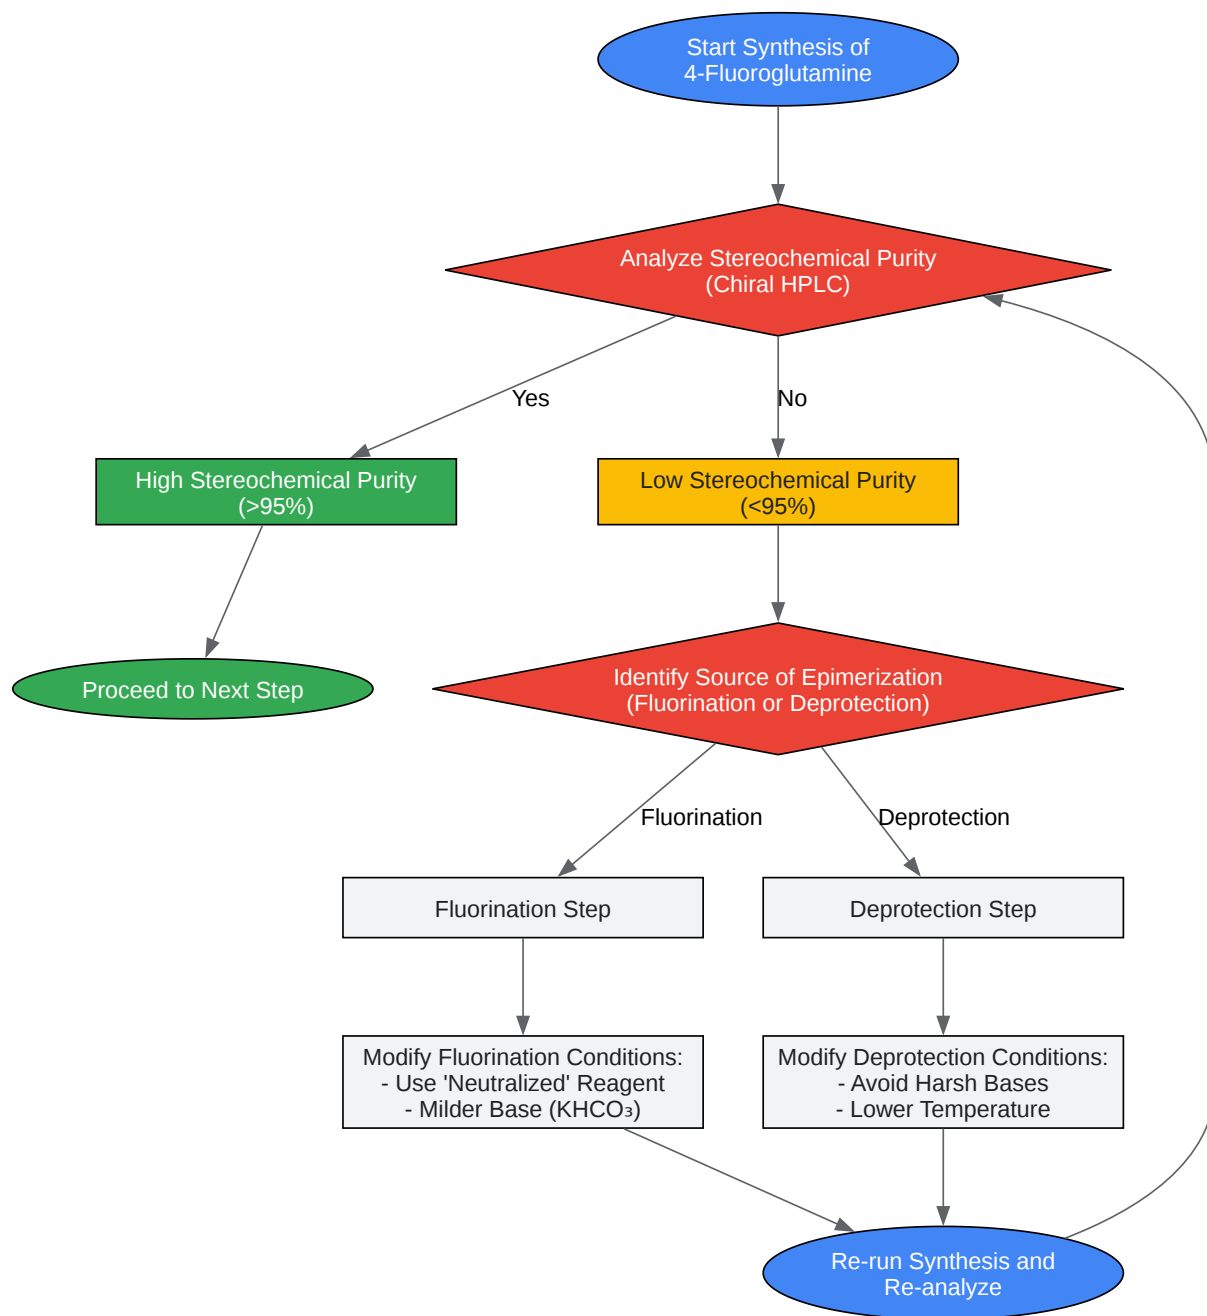 Start Synthesis of
4-Fluoroglutamine
Analyze Stereochemical Purity
(Chiral HPLC)
Yes
No
High Stereochemical Purity
(>95%)
Low Stereochemical Purity
(<95%)
Proceed to Next Step
Identify Source of Epimerization
(Fluorination or Deprotection)
Fluorination
Deprotection
Fluorination Step
Deprotection Step
Modify Fluorination Conditions:
- Use 'Neutralized' Reagent
- Milder Base (KHCO₃)
Modify Deprotection Conditions:
- Avoid Harsh Bases
- Lower Temperature
Re-run Synthesis and
Re-analyze